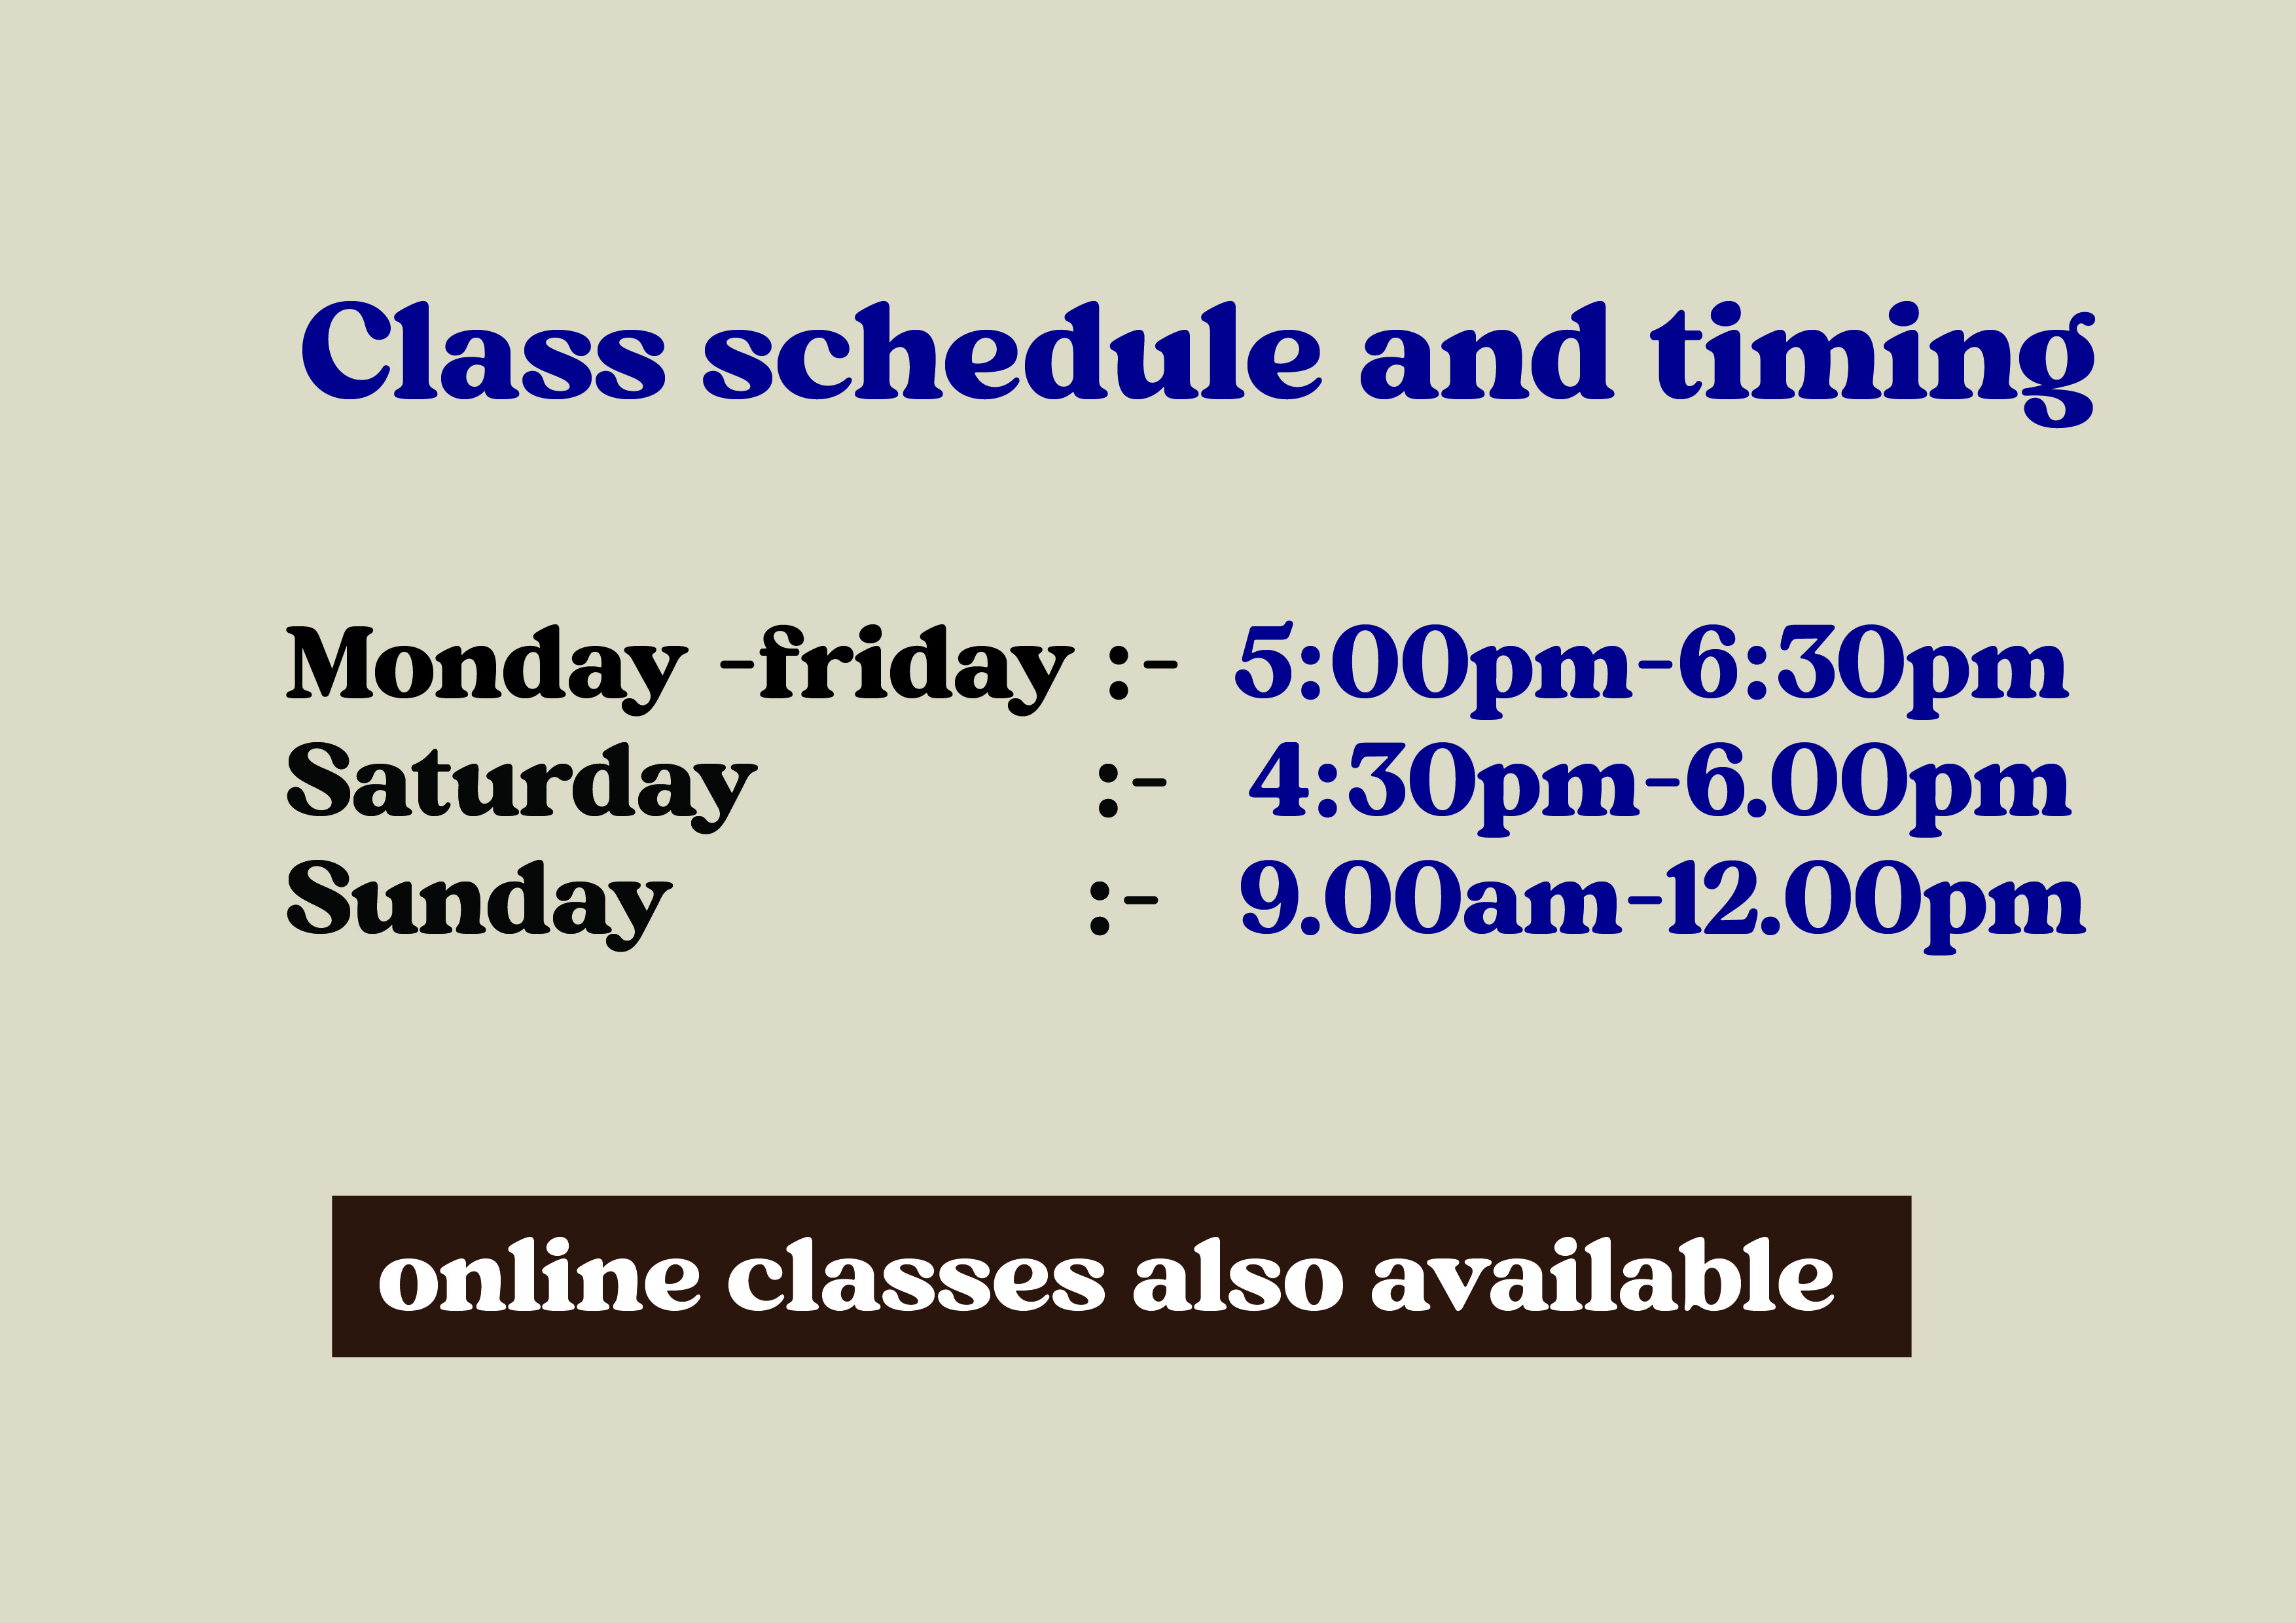 Class schedule and timing
Monday -friday :- 5:00pm-6:30pm
Saturday :- 4:30pm-6.00pm
Sunday :- 9.00am-12.00pm
online classes also available